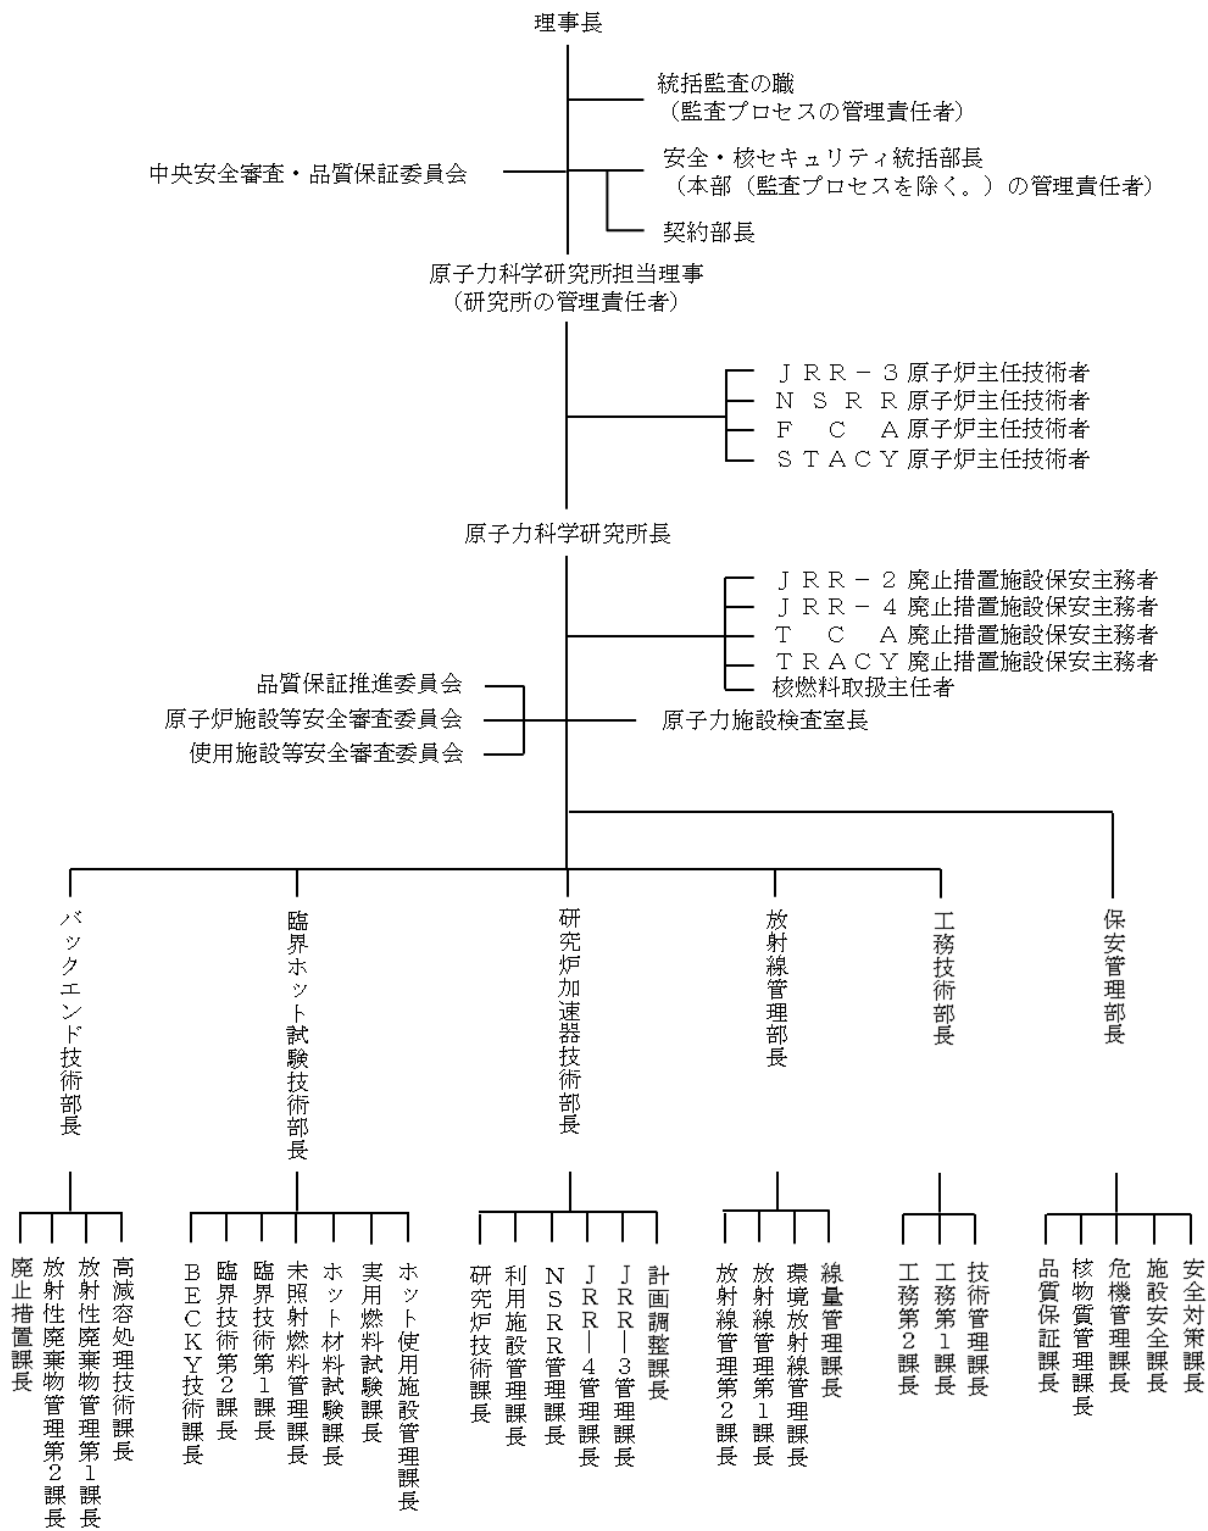 理事長
統括監査の職
(監査プロセスの管理責任者)
中央安全審査・品質保証委員会
安全・核セキュリティ統括部長
(本部(監査プロセスを除く。)の管理責任者)
契約部長
原子力科学研究所担当理事
(研究所の管理責任者)
JRR-3原子炉主任技術者
NSRR原子炉主任技術者
FCA原子炉主任技術者
STACY原子炉主任技術者
原子力科学研究所長
JRR-2廃止措置施設保安主務者
JRR-4廃止措置施設保安主務者
TCA廃止措置施設保安主務者
TRACY廃止措置施設保安主務者
核燃料取扱主任者
品質保証推進委員会
原子炉施設等安全審査委員会
使用施設等安全審査委員会
原子力施設検査室長
バックエンド技術部長
臨界ホット試験技術部長
研究炉加速器技術部長
放射線管理部長
工務技術部長
保安管理部長
廃止措置課長
放射性廃棄物管理第2課長
放射性廃棄物管理第1課長
高減容処理技術課長
BECKY技術課長
臨界技術第2課長
臨界技術第1課長
未照射燃料管理課長
ホット材料試験課長
実用燃料試験課長
ホット使用施設管理課長
研究炉技術課長
利用施設管理課長
NSRR管理課長
JRR-4管理課長
JRR-3管理課長
計画調整課長
放射線管理第2課長
放射線管理第1課長
環境放射線管理課長
線量管理課長
工務第2課長
工務第1課長
技術管理課長
品質保証課長
核物質管理課長
危機管理課長
施設安全課長
安全対策課長